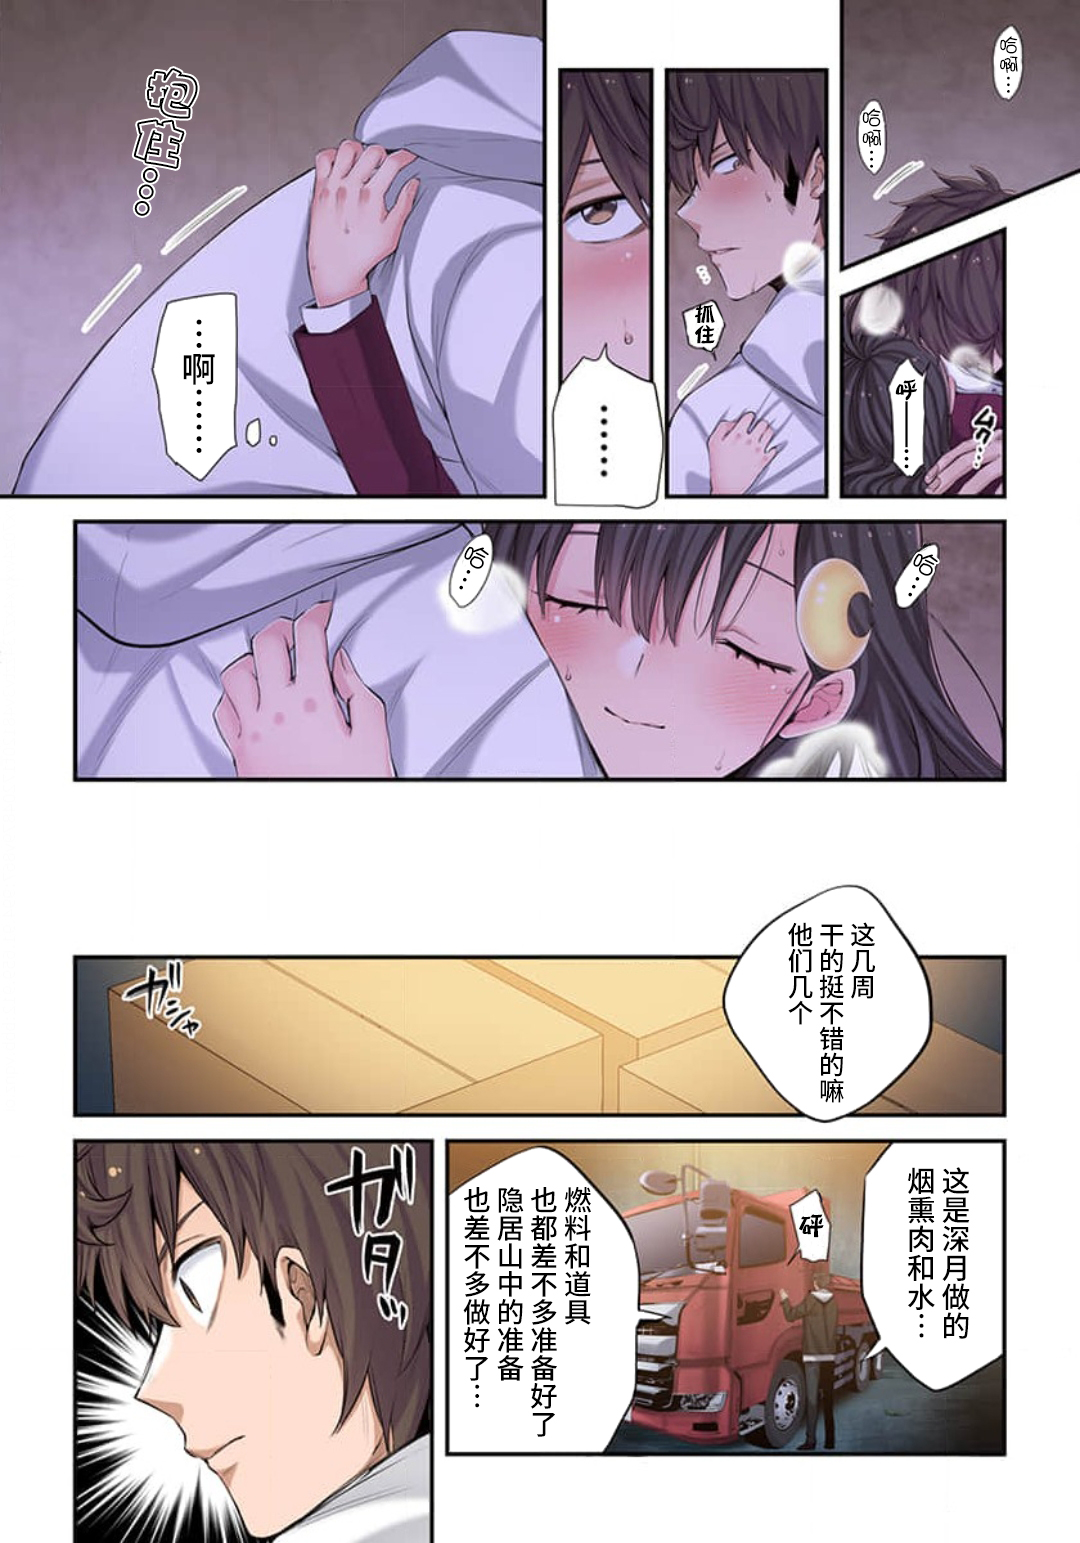 哈啊…
哈啊…
呼——…
ムク…
抓住
……
抱住…
…啊……
哈…
哈…
这几周
干的挺不错的嘛
他们几个
ガシャ
这是深月做的
烟熏肉和水…
砰
燃料和道具
也都差不多准备好了
隐居山中的准备
也差不多做好了…
ガタッ